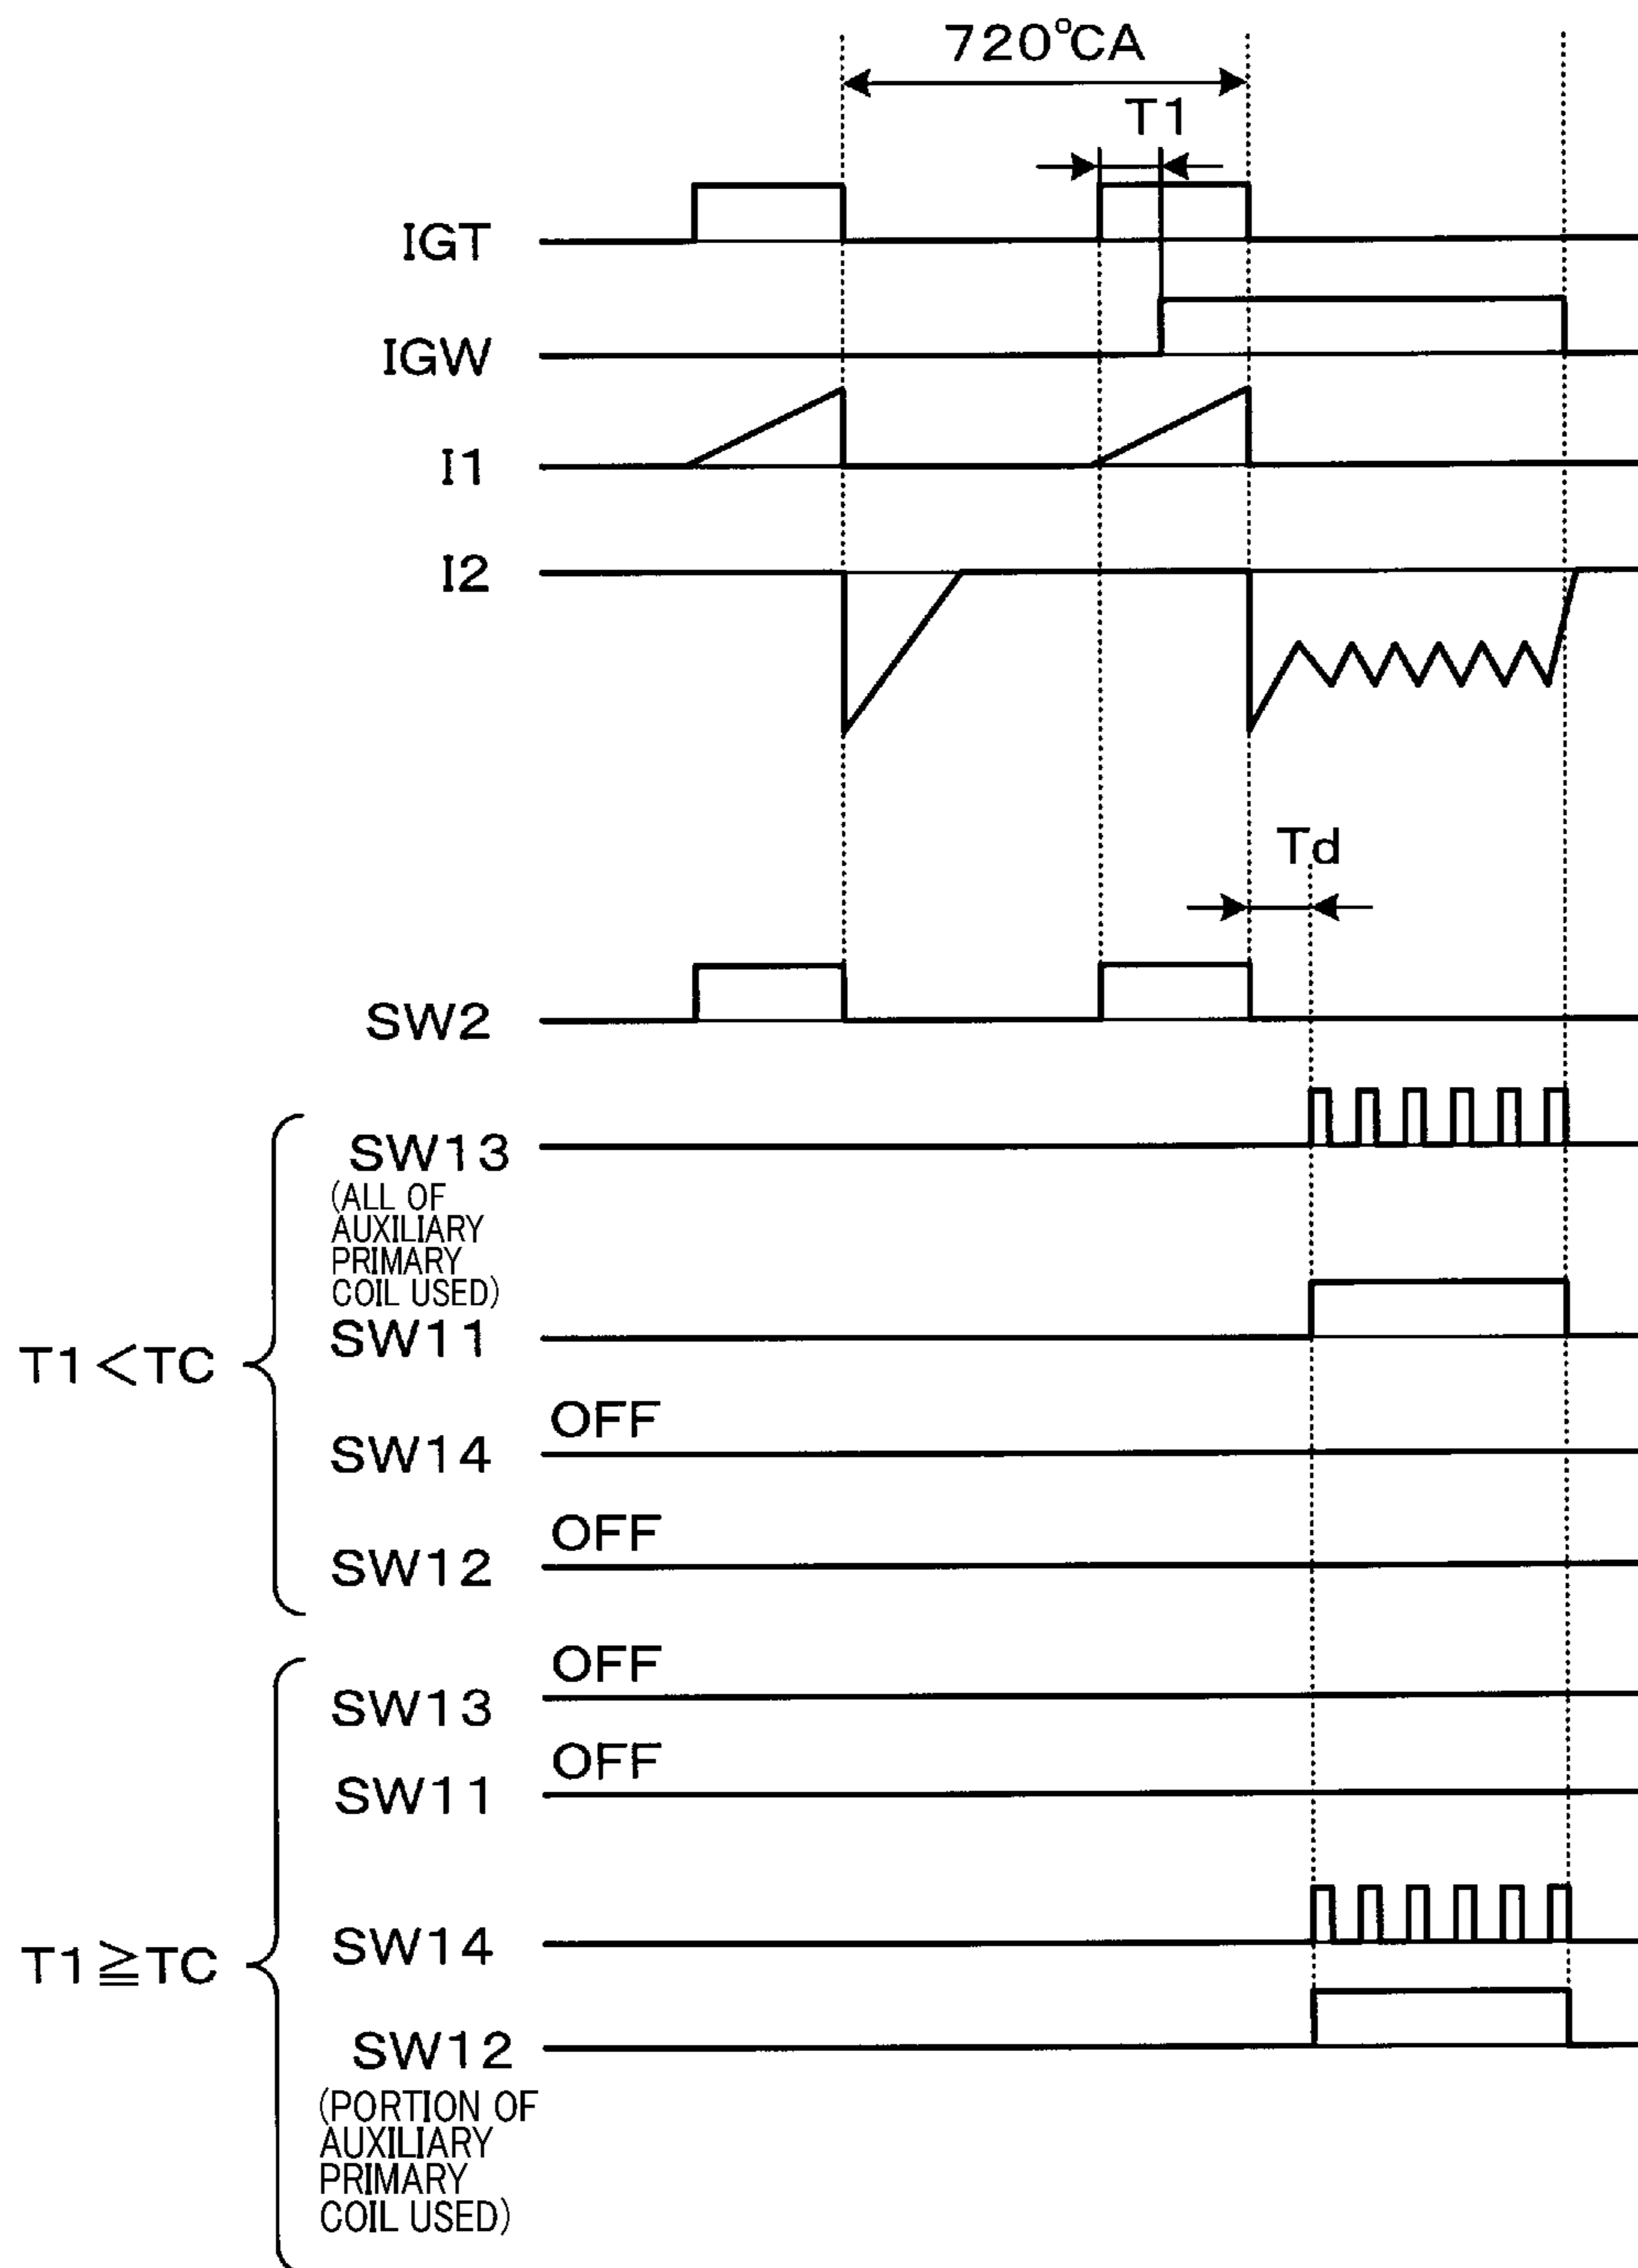 720°CA
T1
IGT
IGW
I1
I2
Td
SW2
SW13
(ALL OF
AUXILIARY
PRIMARY
COIL USED)
SW11
T1<TC
OFF
SW14
OFF
SW12
OFF
SW13
OFF
SW11
SW14
T1≧TC
SW12
(PORTION OF
AUXILIARY
PRIMARY
COIL USED)